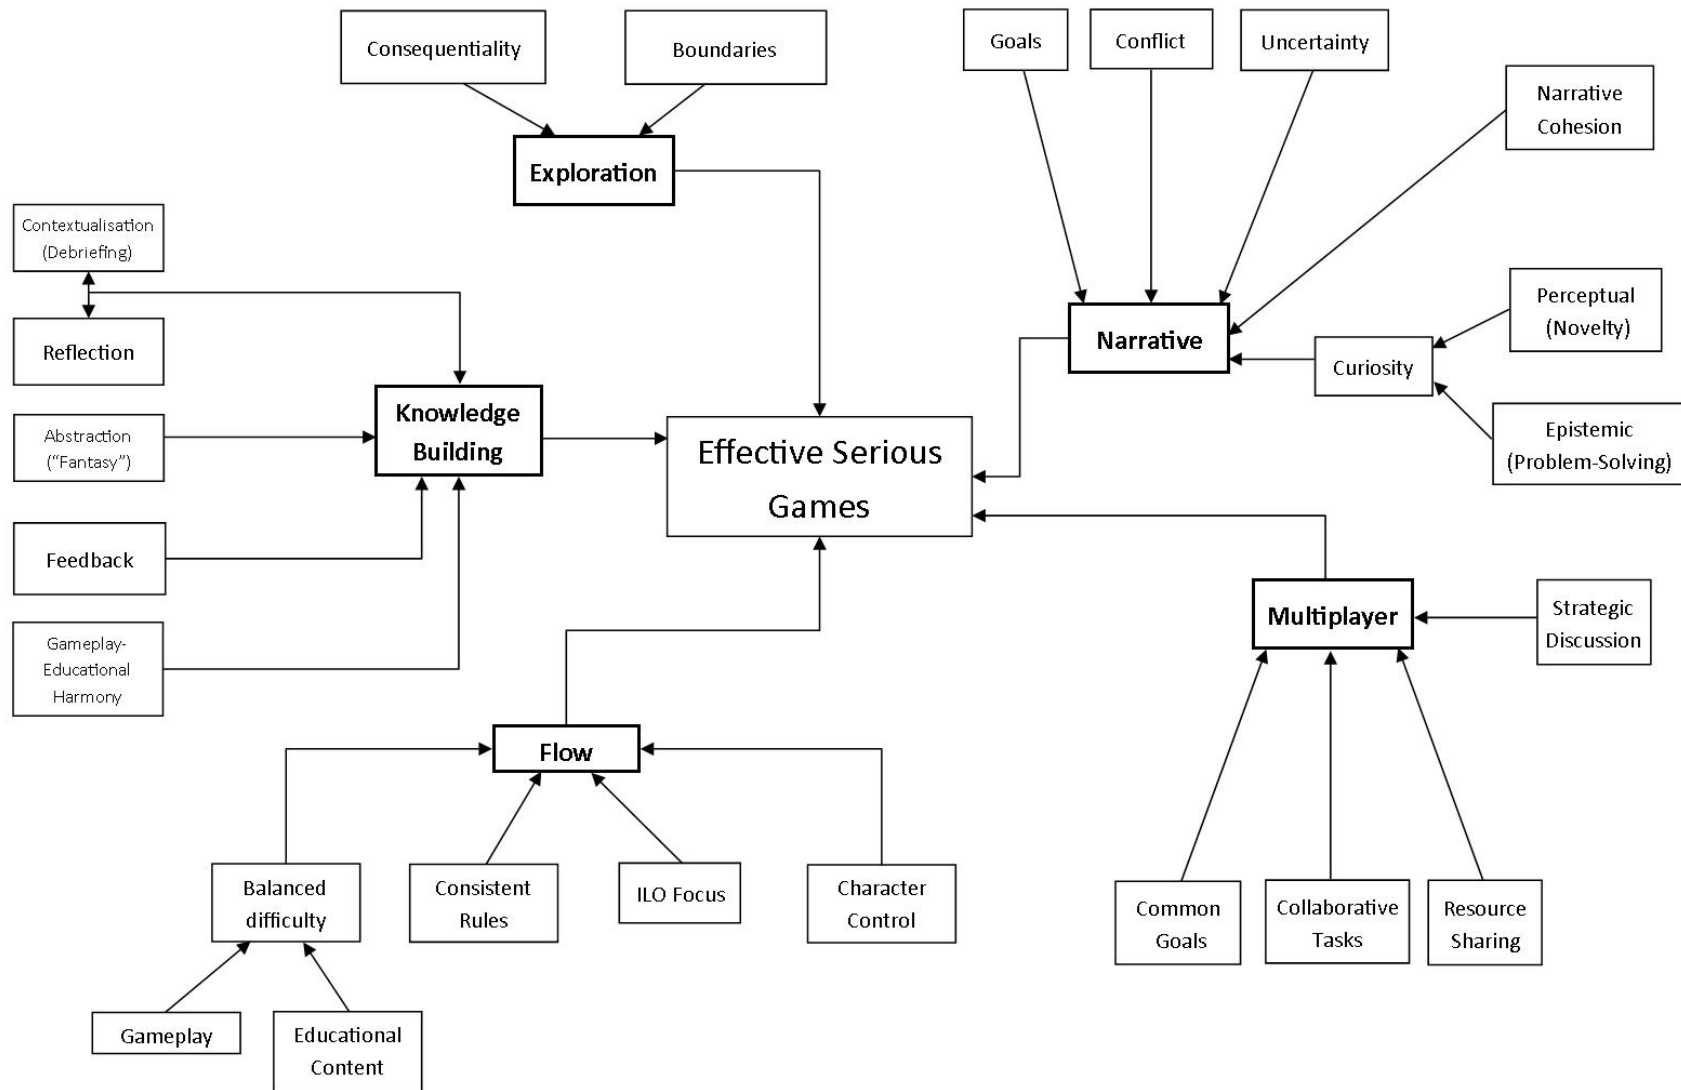 Consequentiality
Boundaries
Goals
Conflict
Uncertainty
Narrative
Cohesion
Exploration
Contextualisation
(Debriefing)
Reflection
Perceptual
(Novelty)
Narrative
Curiosity
Epistemic
(Problem-Solving)
Knowledge
Building
Abstraction
(“Fantasy”)
Effective Serious
Games
Feedback
Gameplay-
Educational
Harmony
Multiplayer
Strategic
Discussion
Flow
Balanced
difficulty
Consistent
Rules
ILO Focus
Character
Control
Common
Goals
Collaborative
Tasks
Resource
Sharing
Gameplay
Educational
Content